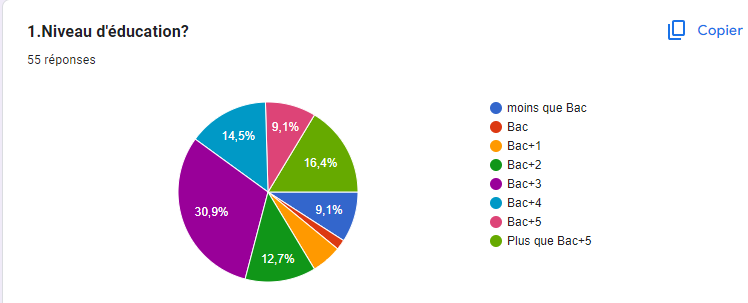 1.Niveau d'éducation?
Copier
55 réponses
14,5%
9,1%
16,4%
30,9%
9,1%
12,7%
moins que Bac
Bac
Bac+1
Bac+2
Bac+3
Bac+4
Bac+5
Plus que Bac+5